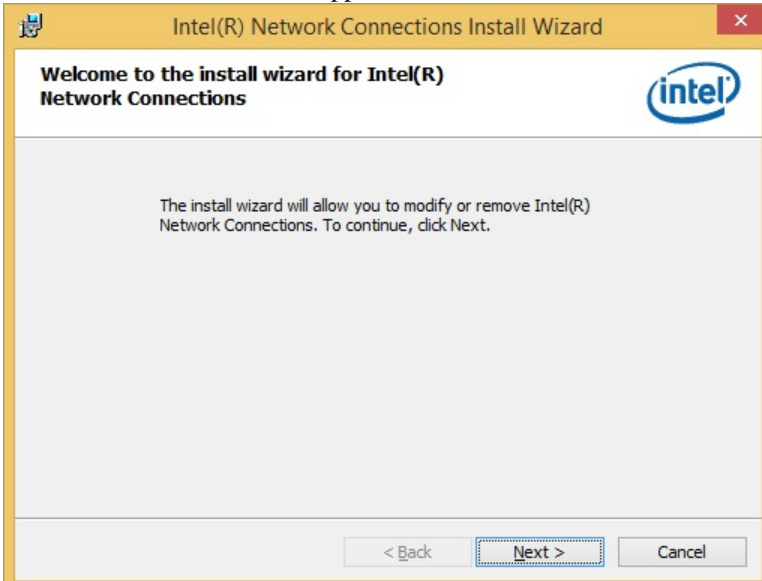 Intel(R) Network Connections Install Wizard
Welcome to the install wizard for Intel(R)
Network Connections
intel
The install wizard will allow you to modify or remove Intel(R)
Network Connections. To continue, click Next.
< Back
Next >
Cancel